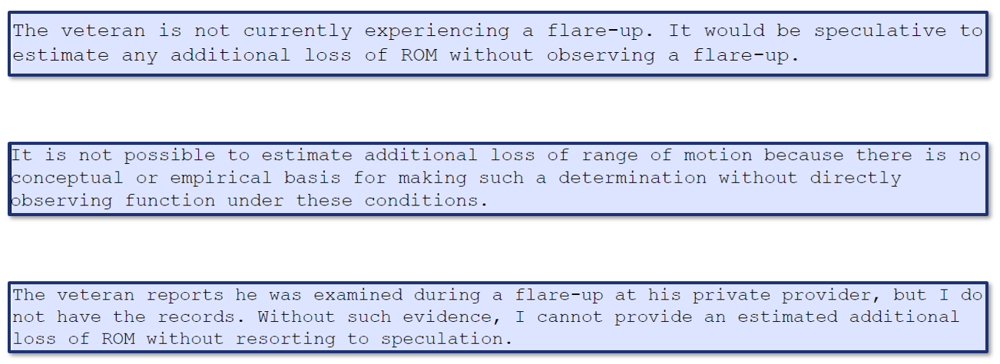 The veteran is not currently experiencing a flare-up. It would be speculative to
estimate any additional loss of ROM without observing a flare-up.
It is not possible to estimate additional loss of range of motion because there is no
conceptual or empirical basis for making such a determination without directly
observing function under these conditions.
The veteran reports he was examined during a flare-up at his private provider, but I do
not have the records. Without such evidence, I cannot provide an estimated additional
loss of ROM without resorting to speculation.